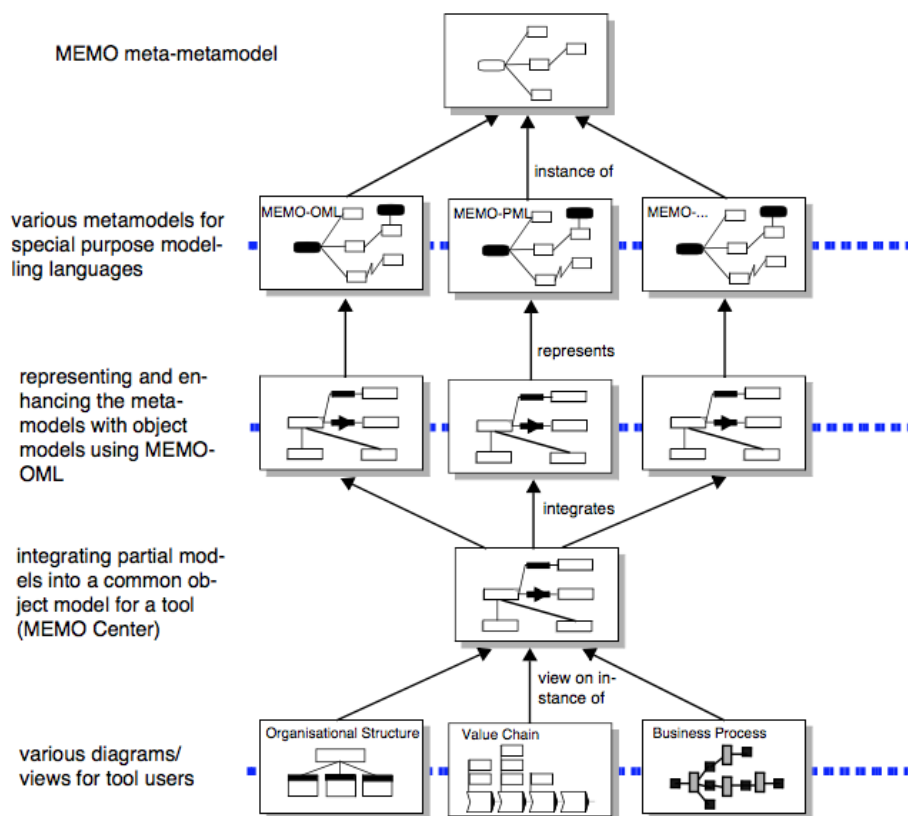 MEMO meta-metamodel
instance of
various metamodels for
special purpose model-
ling languages
MEMO-OML
MEMO-PML
MEMO-...
represents
representing and en-
hancing the meta-
models with object
models using MEMO-
OML
integrates
integrating partial mod-
els into a common ob-
ject model for a tool
(MEMO Center)
view on in-
stance of
various diagrams/
views for tool users
Organisational Structure
Value Chain
Business Process